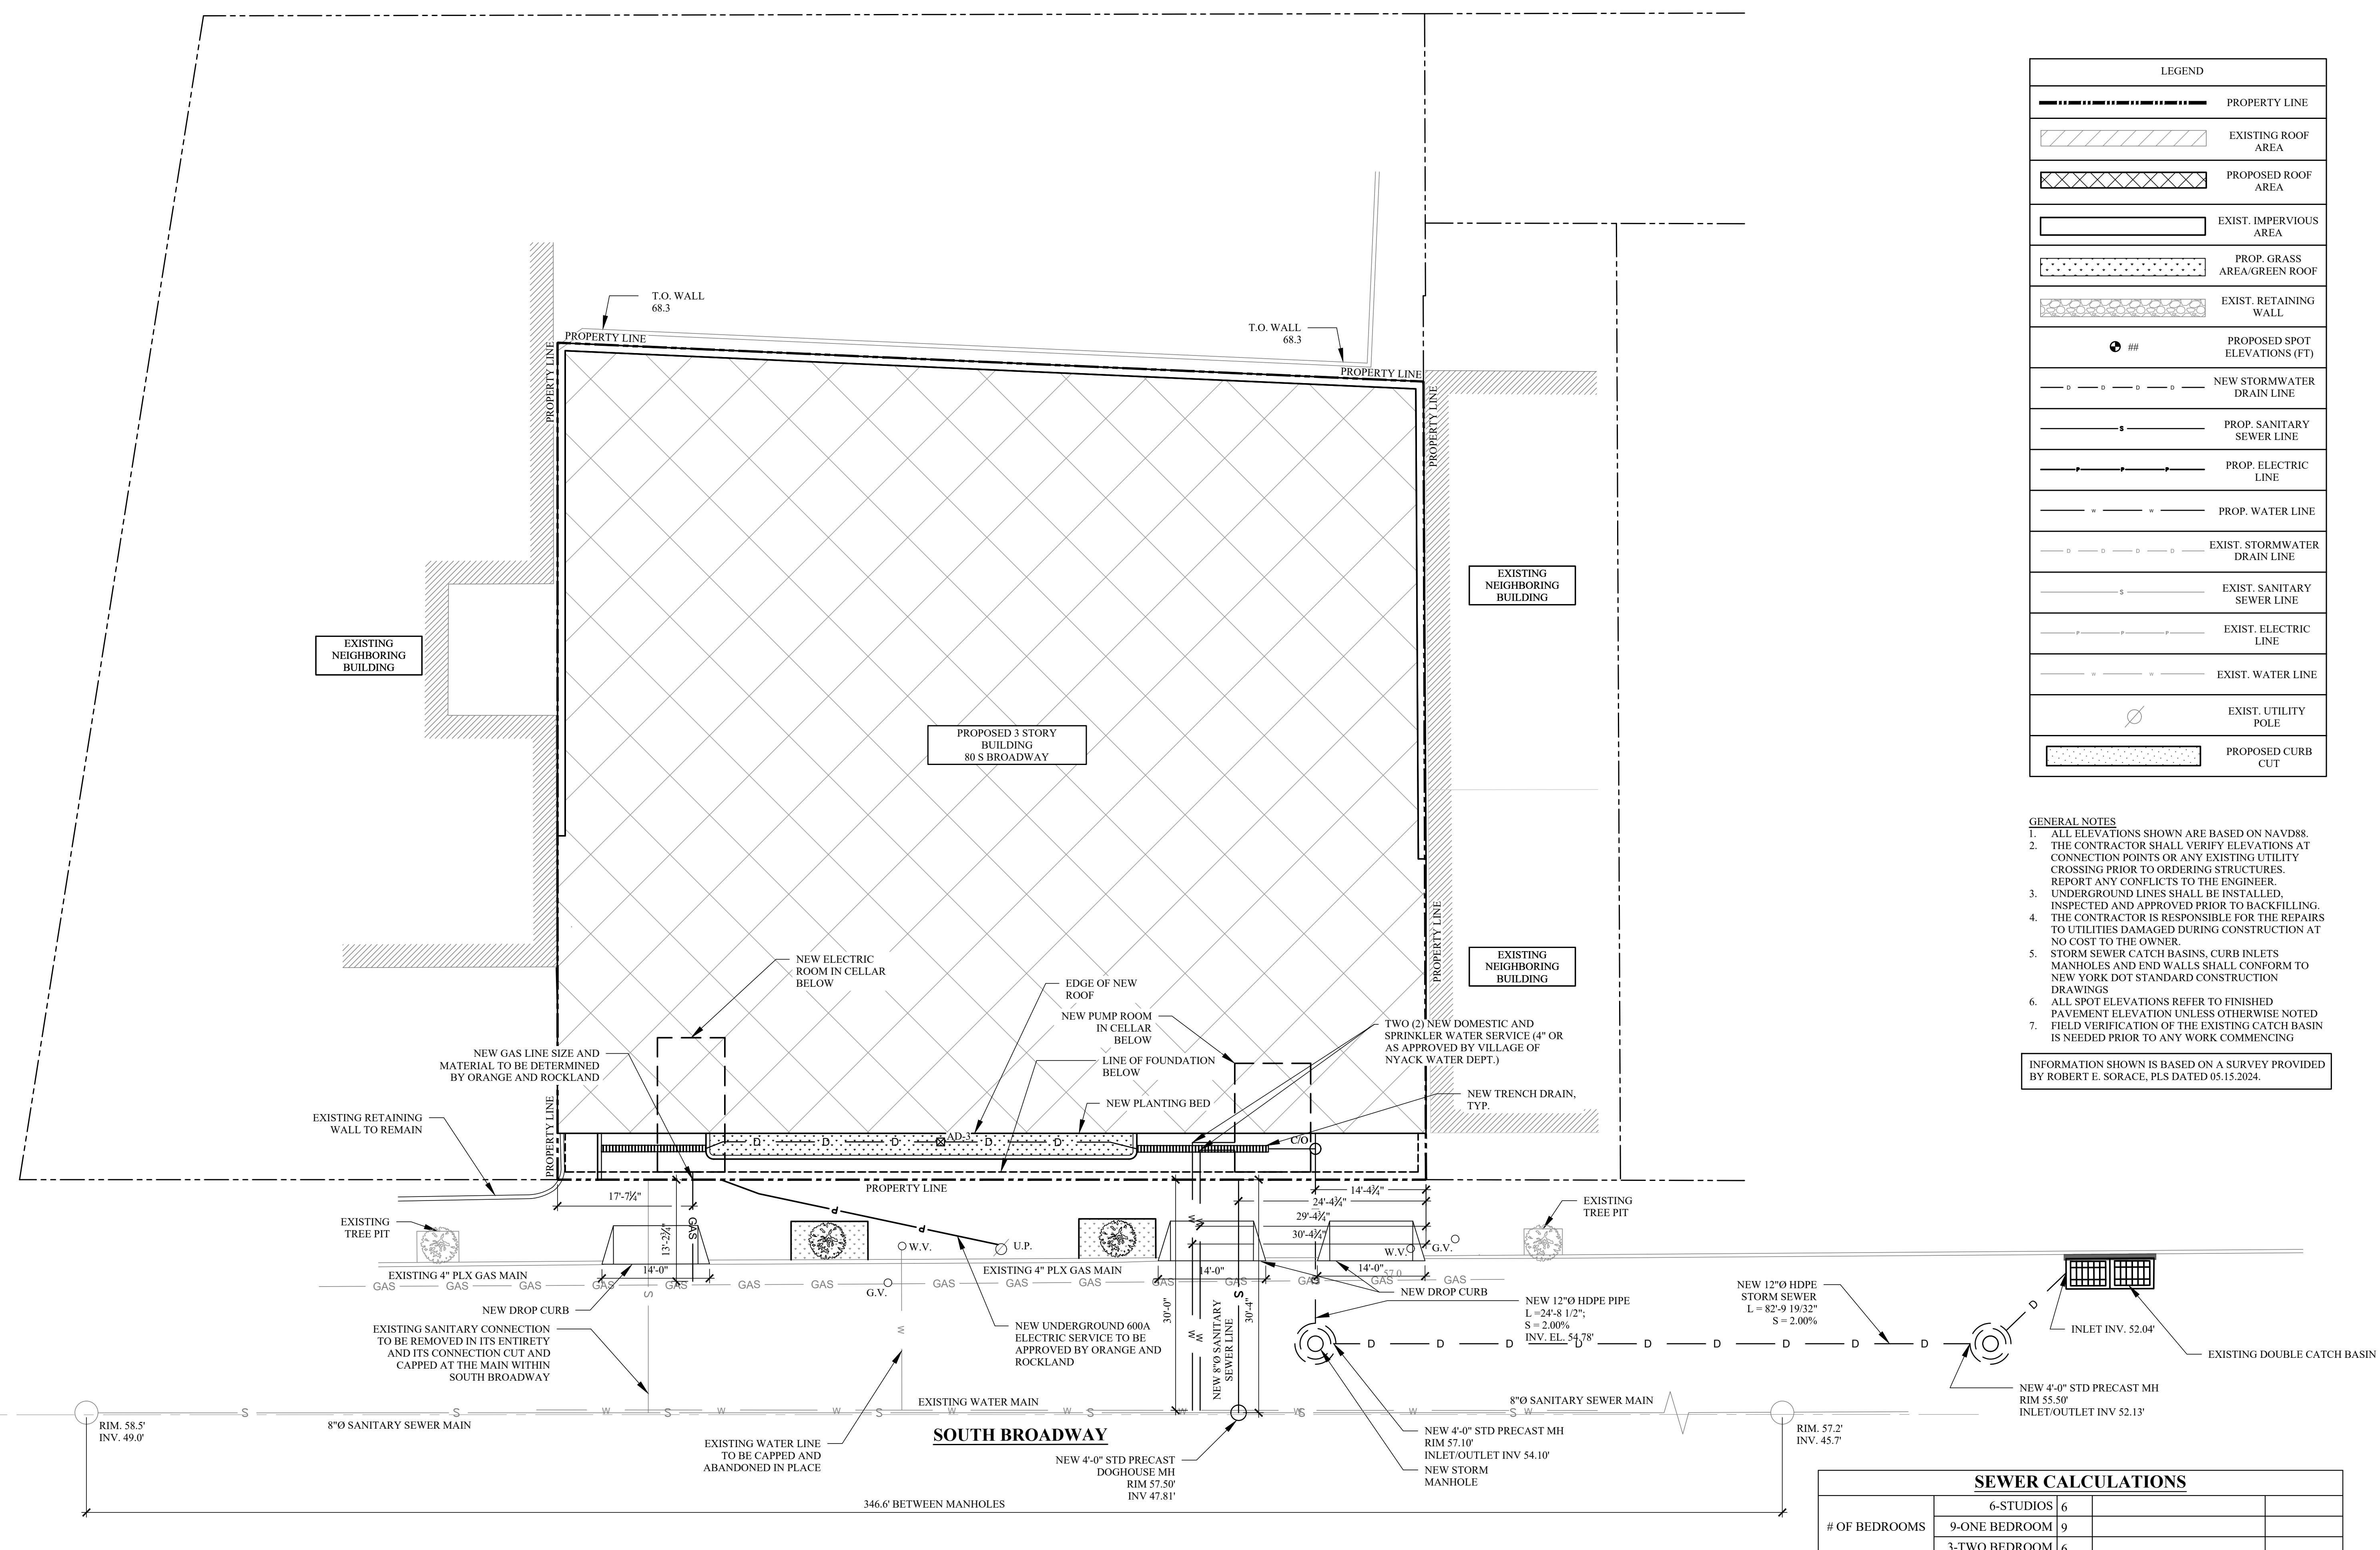 LEGEND
PROPERTY LINE
EXISTING ROOF
AREA
PROPOSED ROOF
AREA
EXIST. IMPERVIOUS
AREA
PROP. GRASS
AREA/GREEN ROOF
EXIST. RETAINING
WALL
##
PROPOSED SPOT
ELEVATIONS (FT)
D D D D
NEW STORMWATER
DRAIN LINE
S
PROP. SANITARY
SEWER LINE
P P P
PROP. ELECTRIC
LINE
W W
PROP. WATER LINE
D D D D
EXIST. STORMWATER
DRAIN LINE
S
EXIST. SANITARY
SEWER LINE
P P P
EXIST. ELECTRIC
LINE
W W
EXIST. WATER LINE
EXIST. UTILITY
POLE
PROPOSED CURB
CUT
GENERAL NOTES
1. ALL ELEVATIONS SHOWN ARE BASED ON NAVD88.
2. THE CONTRACTOR SHALL VERIFY ELEVATIONS AT
CONNECTION POINTS OR ANY EXISTING UTILITY
CROSSING PRIOR TO ORDERING STRUCTURES.
REPORT ANY CONFLICTS TO THE ENGINEER.
3. UNDERGROUND LINES SHALL BE INSTALLED,
INSPECTED AND APPROVED PRIOR TO BACKFILLING.
4. THE CONTRACTOR IS RESPONSIBLE FOR THE REPAIRS
TO UTILITIES DAMAGED DURING CONSTRUCTION AT
NO COST TO THE OWNER.
5. STORM SEWER CATCH BASINS, CURB INLETS
MANHOLES AND END WALLS SHALL CONFORM TO
NEW YORK DOT STANDARD CONSTRUCTION
DRAWINGS
6. ALL SPOT ELEVATIONS REFER TO FINISHED
PAVEMENT ELEVATION UNLESS OTHERWISE NOTED
7. FIELD VERIFICATION OF THE EXISTING CATCH BASIN
IS NEEDED PRIOR TO ANY WORK COMMENCING
INFORMATION SHOWN IS BASED ON A SURVEY PROVIDED
BY ROBERT E. SORACE, PLS DATED 05.15.2024.
T.O. WALL
68.3
T.O. WALL
68.3
PROPERTY LINE
PROPERTY LINE
PROPERTY LINE
PROPERTY LINE
PROPERTY LINE
PROPERTY LINE
EXISTING
NEIGHBORING
BUILDING
EXISTING
NEIGHBORING
BUILDING
EXISTING
NEIGHBORING
BUILDING
PROPOSED 3 STORY
BUILDING
80 S BROADWAY
NEW ELECTRIC
ROOM IN CELLAR
BELOW
EDGE OF NEW
ROOF
NEW PUMP ROOM
IN CELLAR
BELOW
LINE OF FOUNDATION
BELOW
NEW PLANTING BED
TWO (2) NEW DOMESTIC AND
SPRINKLER WATER SERVICE (4" OR
AS APPROVED BY VILLAGE OF
NYACK WATER DEPT.)
NEW TRENCH DRAIN,
TYP.
NEW GAS LINE SIZE AND
MATERIAL TO BE DETERMINED
BY ORANGE AND ROCKLAND
EXISTING RETAINING
WALL TO REMAIN
D D D AD-3 D D
C/O
PROPERTY LINE
17'-7¼"
13'-2¼"
GAS
P P
14'-4¾"
24'-4¾"
29'-4¾"
30'-4¾"
EXISTING
TREE PIT
EXISTING
TREE PIT
W.V.
U.P.
W.V.
G.V.
W W
14'-0"
14'-0"
14'-0"
57.0
EXISTING 4" PLX GAS MAIN
EXISTING 4" PLX GAS MAIN
GAS GAS GAS GAS GAS GAS GAS GAS GAS GAS GAS GAS GAS GAS GAS
G.V.
NEW DROP CURB
NEW DROP CURB
EXISTING SANITARY CONNECTION
TO BE REMOVED IN ITS ENTIRETY
AND ITS CONNECTION CUT AND
CAPPED AT THE MAIN WITHIN
SOUTH BROADWAY
S
W
NEW UNDERGROUND 600A
ELECTRIC SERVICE TO BE
APPROVED BY ORANGE AND
ROCKLAND
30'-0"
W W
NEW 8"Ø SANITARY
SEWER LINE
S
30'-4"
D
NEW 12"Ø HDPE PIPE
L =24'-8 1/2";
S = 2.00%
INV. EL. 54.78'
NEW 12"Ø HDPE
STORM SEWER
L = 82'-9 19/32"
S = 2.00%
D D D D D D D D D
D
INLET INV. 52.04'
EXISTING DOUBLE CATCH BASIN
NEW 4'-0" STD PRECAST MH
RIM 55.50'
INLET/OUTLET INV 52.13'
EXISTING WATER MAIN
8"Ø SANITARY SEWER MAIN
S S W S W S W W S W S W S W
RIM. 58.5'
INV. 49.0'
8"Ø SANITARY SEWER MAIN
SOUTH BROADWAY
RIM. 57.2'
INV. 45.7'
EXISTING WATER LINE
TO BE CAPPED AND
ABANDONED IN PLACE
NEW 4'-0" STD PRECAST
DOGHOUSE MH
RIM 57.50'
INV 47.81'
NEW 4'-0" STD PRECAST MH
RIM 57.10'
INLET/OUTLET INV 54.10'
NEW STORM
MANHOLE
346.6' BETWEEN MANHOLES
SEWER CALCULATIONS
# OF BEDROOMS
6-STUDIOS 6
9-ONE BEDROOM 9
3-TWO BEDROOM 6